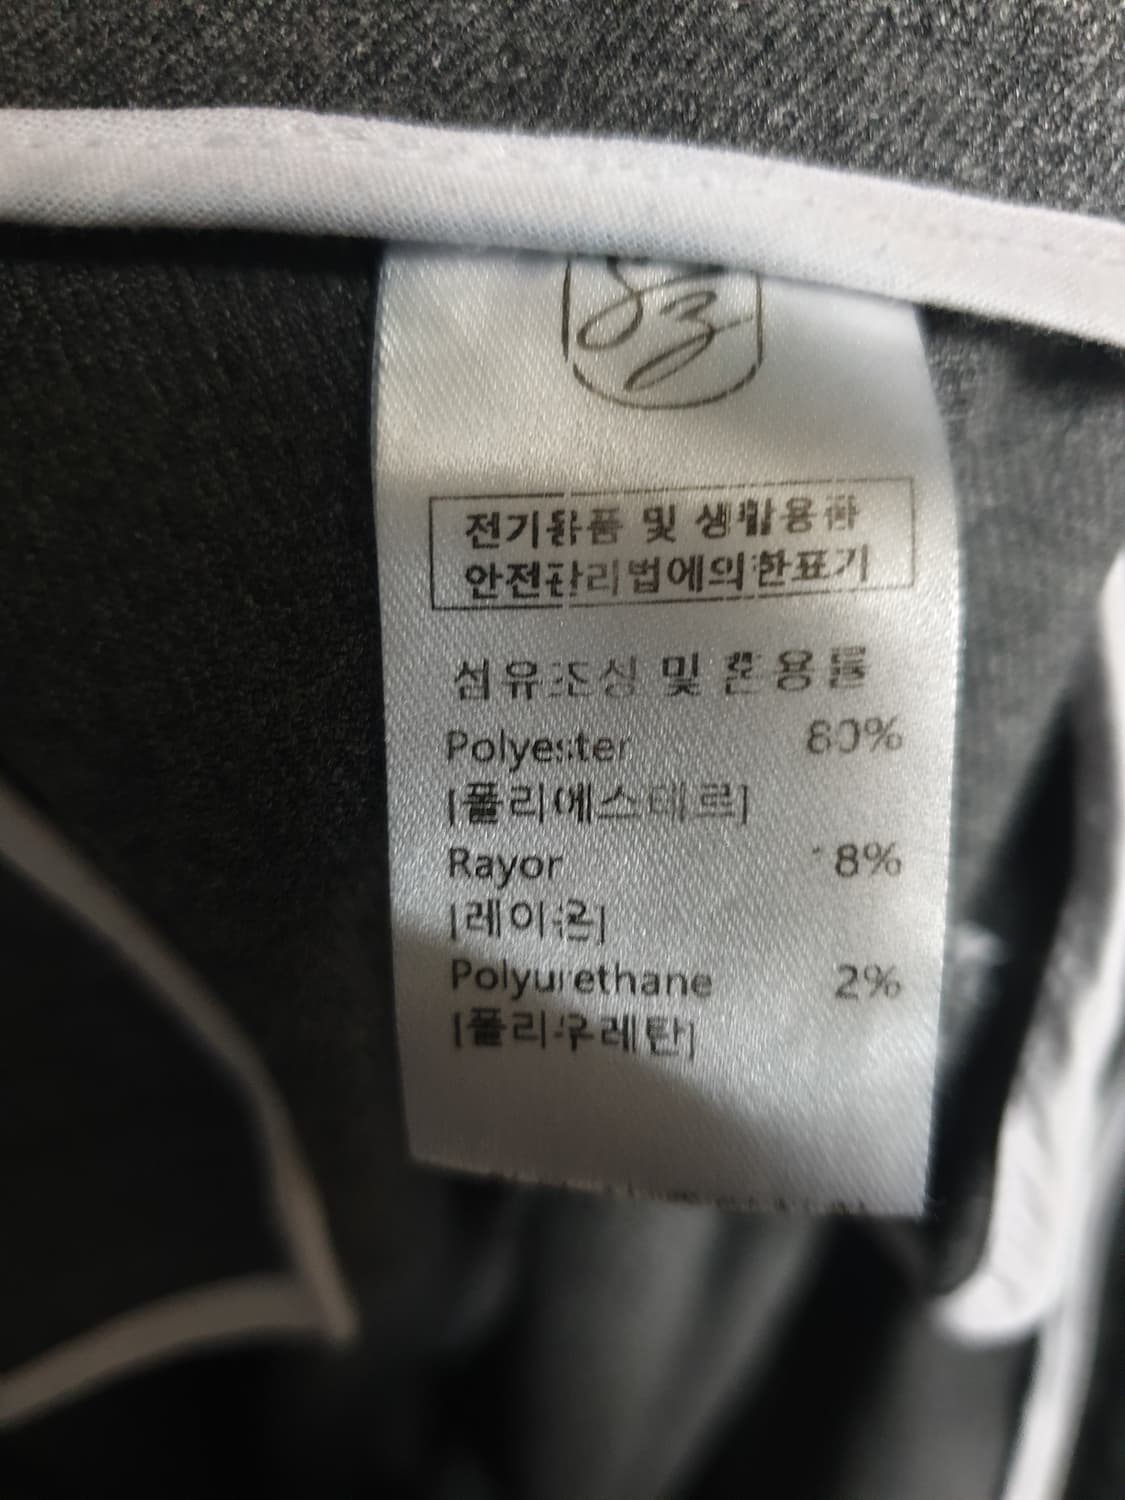 전기용품 및 생활용품
안전관리법에의한표기
섬유조성 및 혼용률
Polyester 80%
[폴리에스테르]
Rayon 18%
[레이온]
Polyurethane 2%
[폴리우레탄]